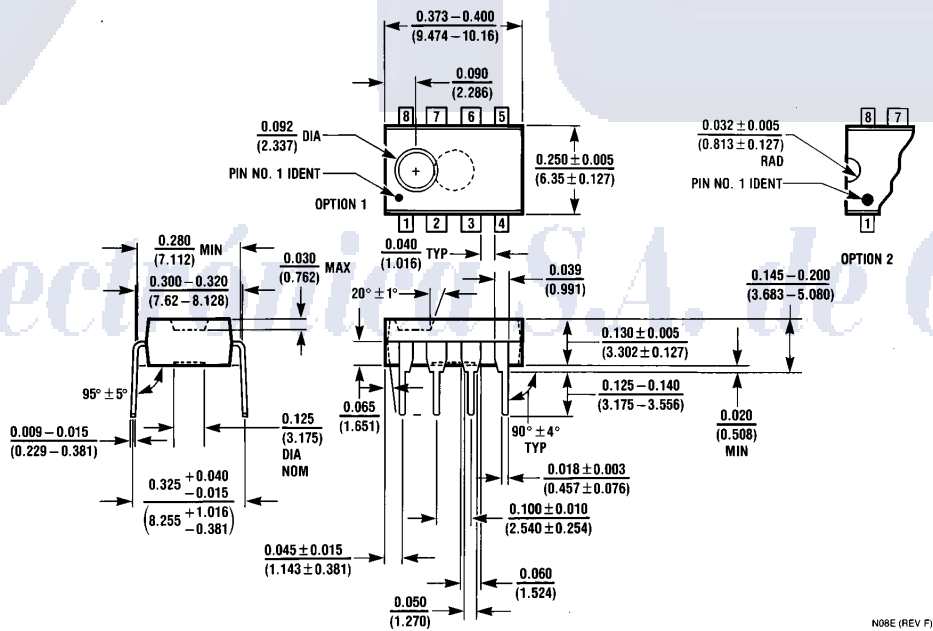 0.373 – 0.400
(9.474 – 10.16)
0.090
(2.286)
8 7 6 5
0.092 DIA
(2.337)
PIN NO. 1 IDENT
OPTION 1
+
1 2 3 4
0.250 ± 0.005
(6.35 ± 0.127)
8 7
0.032 ± 0.005
(0.813 ± 0.127)
RAD
PIN NO. 1 IDENT
1
OPTION 2
0.280 MIN
(7.112)
0.300 – 0.320
(7.62 – 8.128)
0.030 MAX
(0.762)
0.040 TYP
(1.016)
0.039
(0.991)
20° ± 1°
0.145 – 0.200
(3.683 – 5.080)
0.130 ± 0.005
(3.302 ± 0.127)
0.125 – 0.140
(3.175 – 3.556)
0.020
(0.508)
MIN
95° ± 5°
0.009 – 0.015
(0.229 – 0.381)
0.125
(3.175)
DIA
NOM
0.065
(1.651)
90° ± 4°
TYP
0.018 ± 0.003
(0.457 ± 0.076)
0.325 +0.040 −0.015
(8.255 +1.016 −0.381)
0.100 ± 0.010
(2.540 ± 0.254)
0.045 ± 0.015
(1.143 ± 0.381)
0.060
(1.524)
0.050
(1.270)
N08E (REV F)
ectrónica S.A. de C